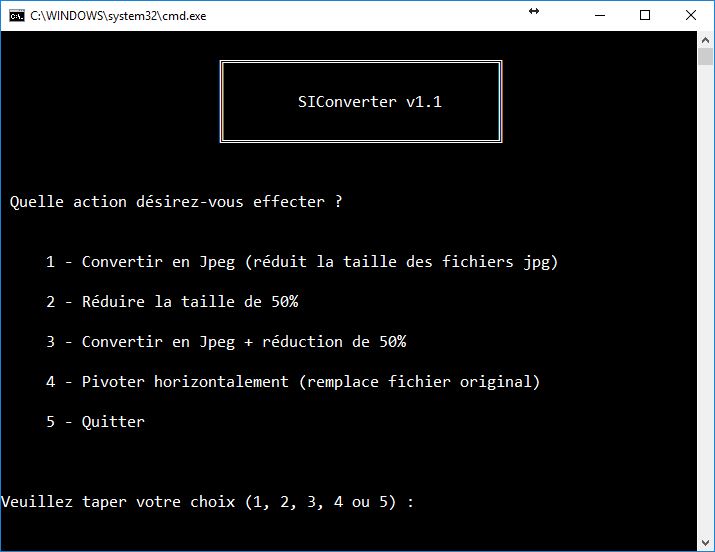 C:\WINDOWS\system32\cmd.exe
SIConverter v1.1
Quelle action désirez-vous effecter ?
1 - Convertir en Jpeg (réduit la taille des fichiers jpg)
2 - Réduire la taille de 50%
3 - Convertir en Jpeg + réduction de 50%
4 - Pivoter horizontalement (remplace fichier original)
5 - Quitter
Veuillez taper votre choix (1, 2, 3, 4 ou 5) :